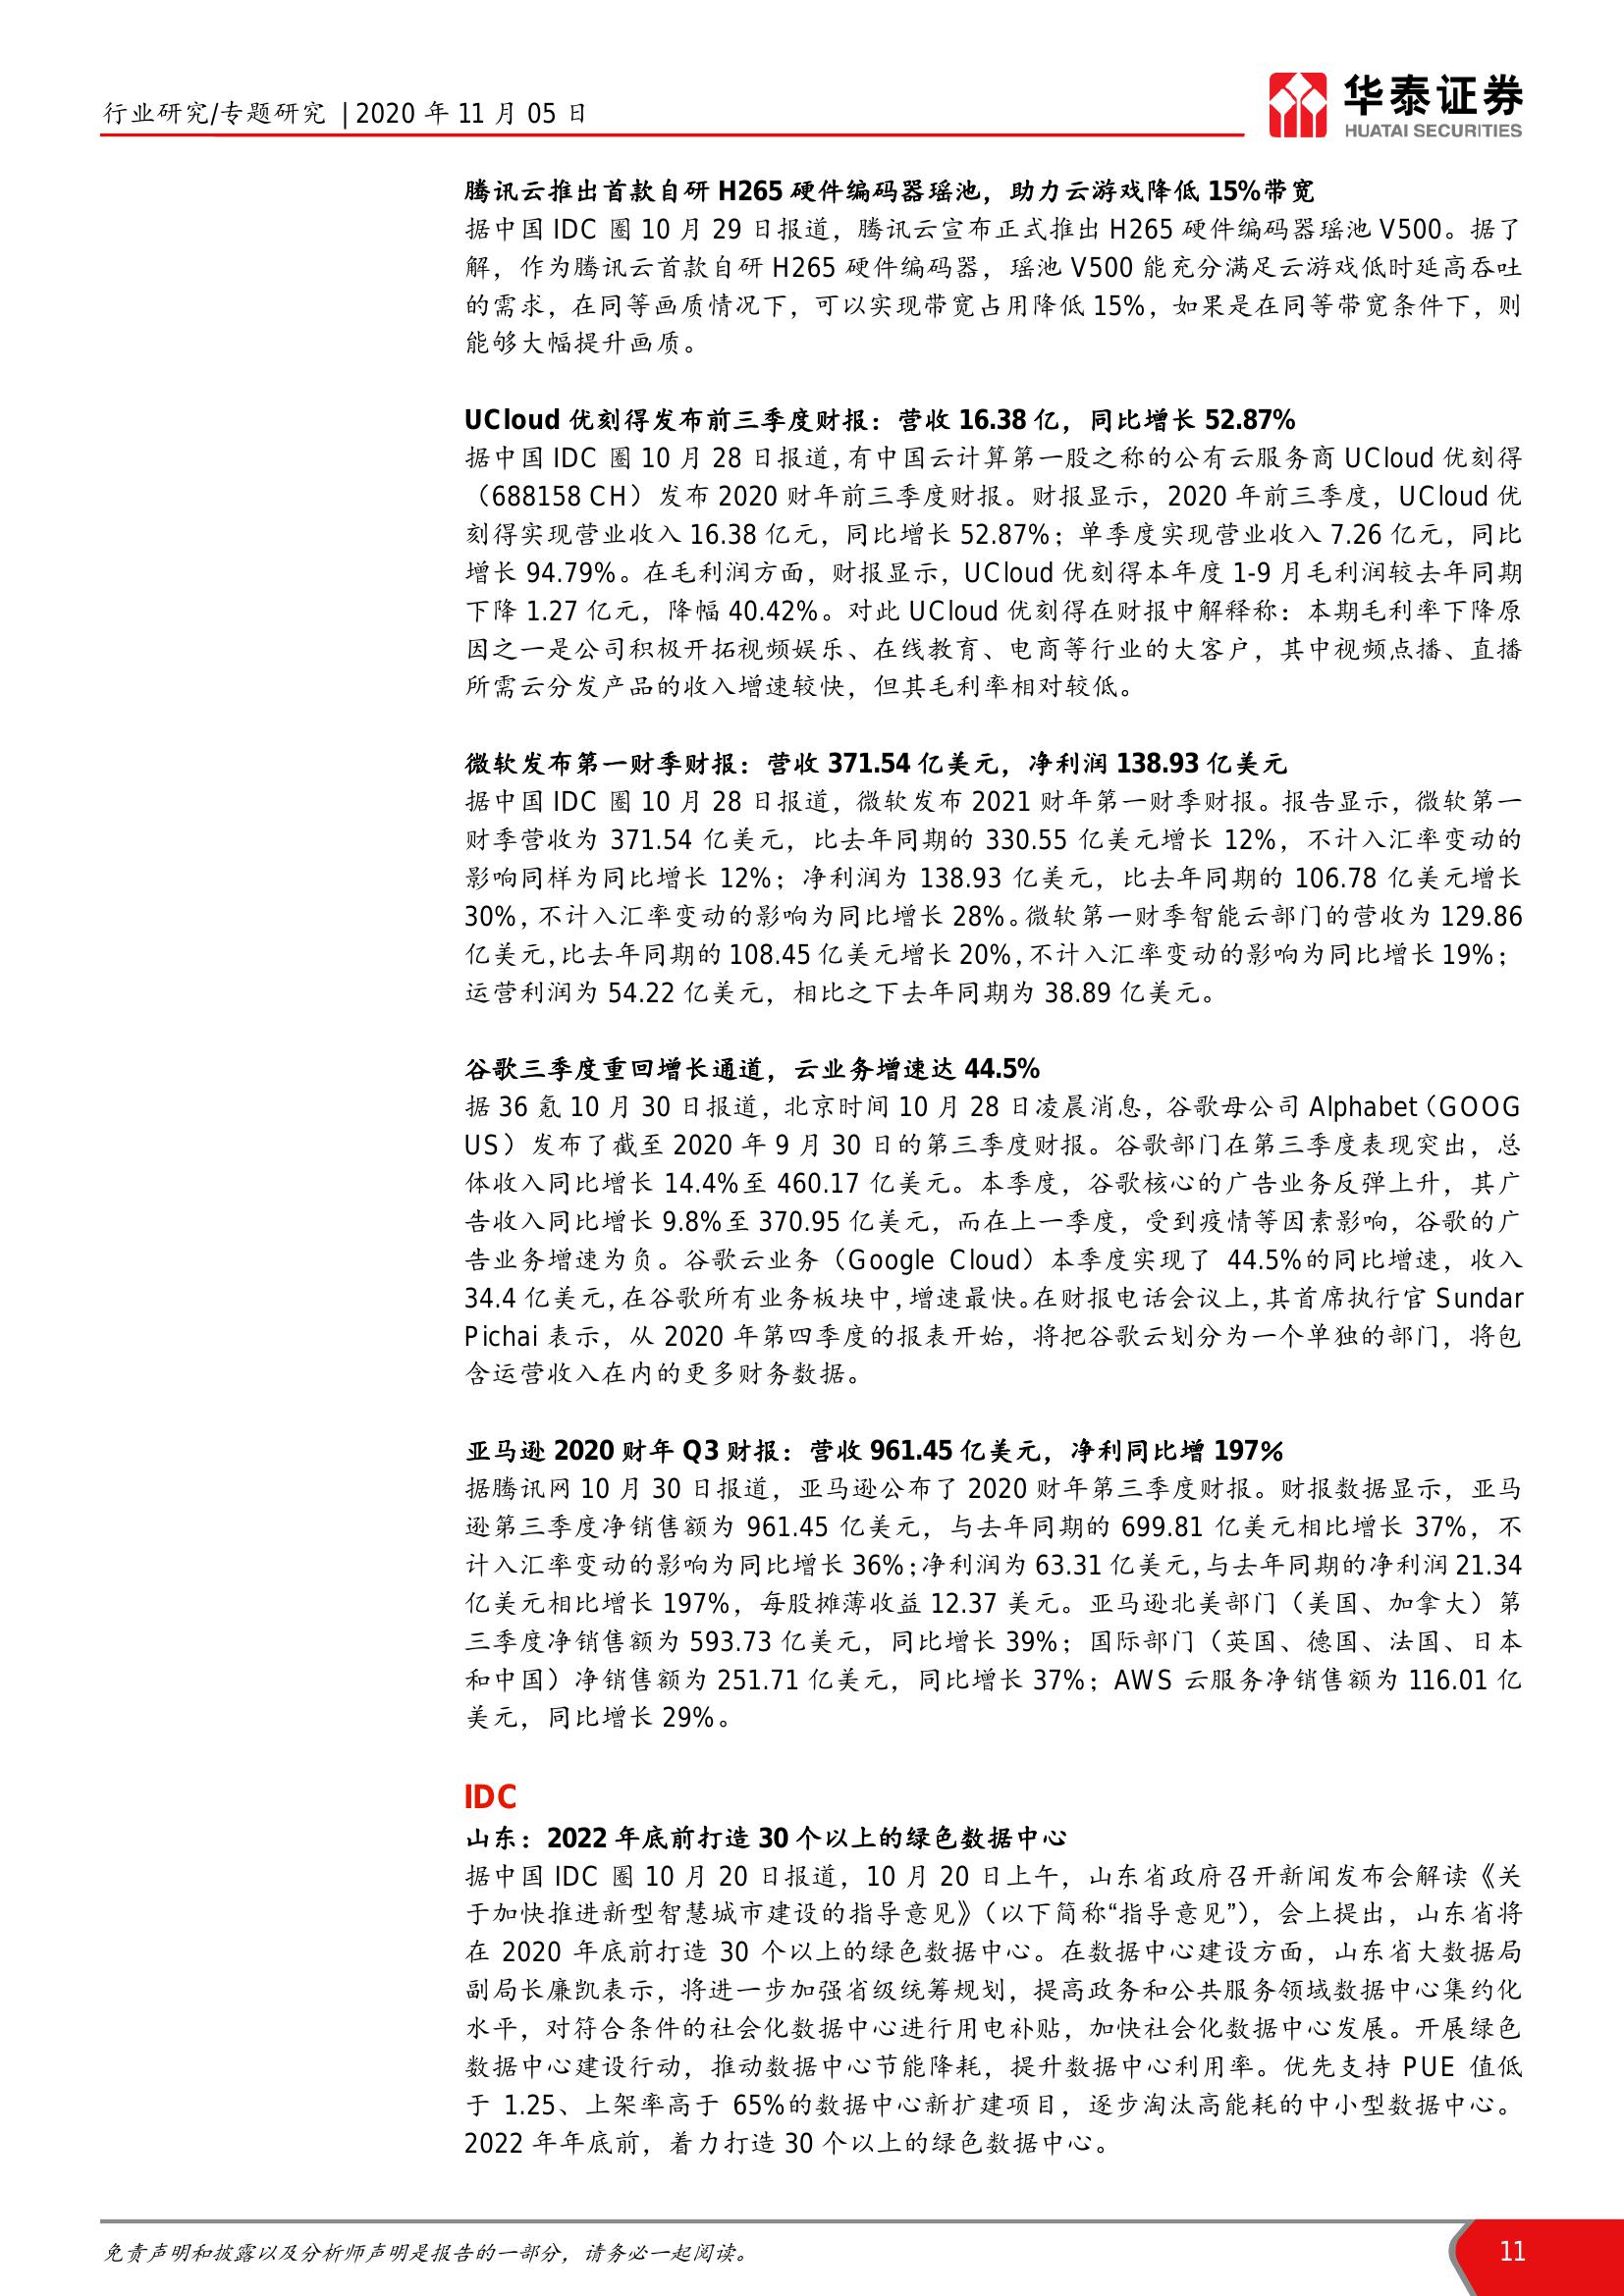 行业研究/专题研究 | 2020 年 11 月 05 日
华泰证券
HUATAI SECURITIES
腾讯云推出首款自研 H265 硬件编码器瑶池，助力云游戏降低 15%带宽
据中国 IDC 圈 10 月 29 日报道，腾讯云宣布正式推出 H265 硬件编码器瑶池 V500。据了
解，作为腾讯云首款自研 H265 硬件编码器，瑶池 V500 能充分满足云游戏低时延高吞吐
的需求，在同等画质情况下，可以实现带宽占用降低 15%，如果是在同等带宽条件下，则
能够大幅提升画质。
UCloud 优刻得发布前三季度财报：营收 16.38 亿，同比增长 52.87%
据中国 IDC 圈 10 月 28 日报道，有中国云计算第一股之称的公有云服务商 UCloud 优刻得
（688158 CH）发布 2020 财年前三季度财报。财报显示，2020 年前三季度，UCloud 优
刻得实现营业收入 16.38 亿元，同比增长 52.87%；单季度实现营业收入 7.26 亿元，同比
增长 94.79%。在毛利润方面，财报显示，UCloud 优刻得本年度 1-9 月毛利润较去年同期
下降 1.27 亿元，降幅 40.42%。对此 UCloud 优刻得在财报中解释称：本期毛利率下降原
因之一是公司积极开拓视频娱乐、在线教育、电商等行业的大客户，其中视频点播、直播
所需云分发产品的收入增速较快，但其毛利率相对较低。
微软发布第一财季财报：营收 371.54 亿美元，净利润 138.93 亿美元
据中国 IDC 圈 10 月 28 日报道，微软发布 2021 财年第一财季财报。报告显示，微软第一
财季营收为 371.54 亿美元，比去年同期的 330.55 亿美元增长 12%，不计入汇率变动的
影响同样为同比增长 12%；净利润为 138.93 亿美元，比去年同期的 106.78 亿美元增长
30%，不计入汇率变动的影响为同比增长 28%。微软第一财季智能云部门的营收为 129.86
亿美元，比去年同期的 108.45 亿美元增长 20%，不计入汇率变动的影响为同比增长 19%；
运营利润为 54.22 亿美元，相比之下去年同期为 38.89 亿美元。
谷歌三季度重回增长通道，云业务增速达 44.5%
据 36 氪 10 月 30 日报道，北京时间 10 月 28 日凌晨消息，谷歌母公司 Alphabet（GOOG
US）发布了截至 2020 年 9 月 30 日的第三季度财报。谷歌部门在第三季度表现突出，总
体收入同比增长 14.4%至 460.17 亿美元。本季度，谷歌核心的广告业务反弹上升，其广
告收入同比增长 9.8%至 370.95 亿美元，而在上一季度，受到疫情等因素影响，谷歌的广
告业务增速为负。谷歌云业务（Google Cloud）本季度实现了 44.5%的同比增速，收入
34.4 亿美元，在谷歌所有业务板块中，增速最快。在财报电话会议上，其首席执行官 Sundar
Pichai 表示，从 2020 年第四季度的报表开始，将把谷歌云划分为一个单独的部门，将包
含运营收入在内的更多财务数据。
亚马逊 2020 财年 Q3 财报：营收 961.45 亿美元，净利同比增 197%
据腾讯网 10 月 30 日报道，亚马逊公布了 2020 财年第三季度财报。财报数据显示，亚马
逊第三季度净销售额为 961.45 亿美元，与去年同期的 699.81 亿美元相比增长 37%，不
计入汇率变动的影响为同比增长 36%；净利润为 63.31 亿美元，与去年同期的净利润 21.34
亿美元相比增长 197%，每股摊薄收益 12.37 美元。亚马逊北美部门（美国、加拿大）第
三季度净销售额为 593.73 亿美元，同比增长 39%；国际部门（英国、德国、法国、日本
和中国）净销售额为 251.71 亿美元，同比增长 37%；AWS 云服务净销售额为 116.01 亿
美元，同比增长 29%。
IDC
山东：2022 年底前打造 30 个以上的绿色数据中心
据中国 IDC 圈 10 月 20 日报道，10 月 20 日上午，山东省政府召开新闻发布会解读《关
于加快推进新型智慧城市建设的指导意见》（以下简称“指导意见”），会上提出，山东省将
在 2020 年底前打造 30 个以上的绿色数据中心。在数据中心建设方面，山东省大数据局
副局长廉凯表示，将进一步加强省级统筹规划，提高政务和公共服务领域数据中心集约化
水平，对符合条件的社会化数据中心进行用电补贴，加快社会化数据中心发展。开展绿色
数据中心建设行动，推动数据中心节能降耗，提升数据中心利用率。优先支持 PUE 值低
于 1.25、上架率高于 65%的数据中心新扩建项目，逐步淘汰高能耗的中小型数据中心。
2022 年年底前，着力打造 30 个以上的绿色数据中心。
免责声明和披露以及分析师声明是报告的一部分，请务必一起阅读。
11